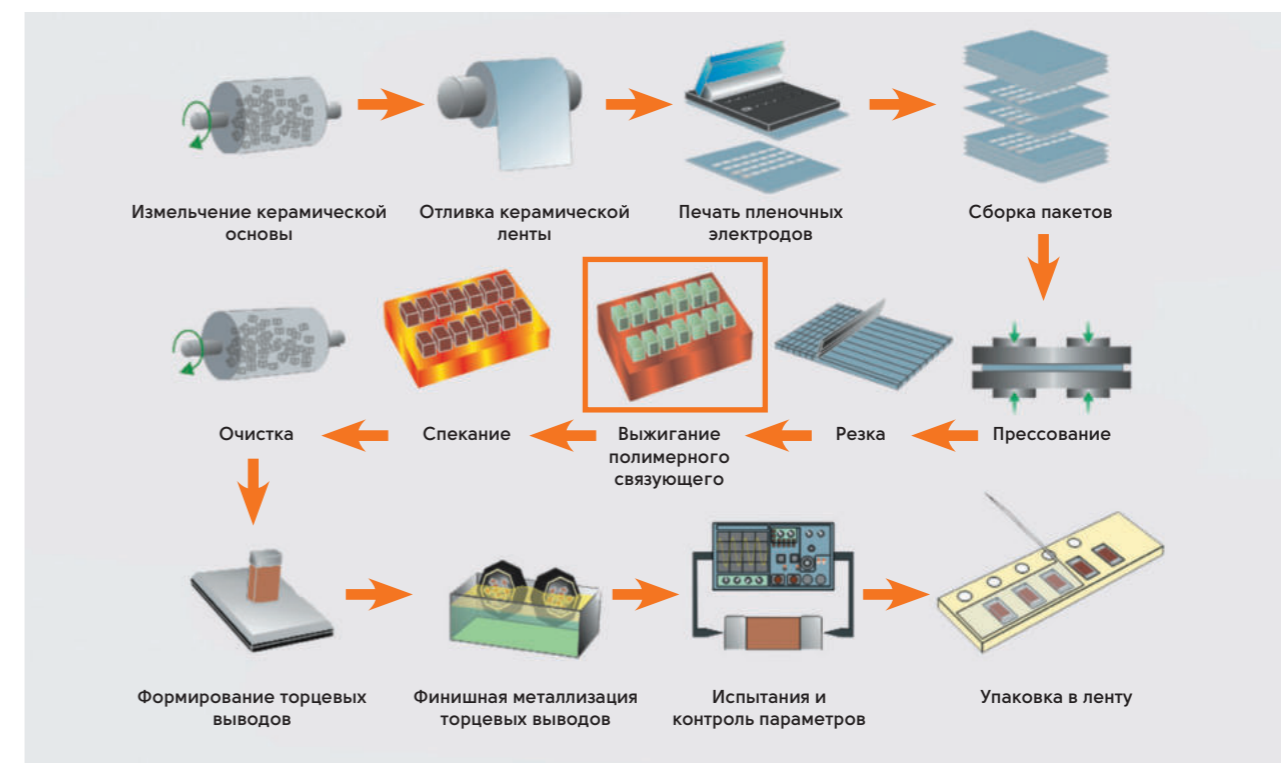 Измельчение керамической
основы
Отливка керамической
ленты
Печать пленочных
электродов
Сборка пакетов
Очистка
Спекание
Выжигание
полимерного
связующего
Резка
Прессование
Формирование торцевых
выводов
Финишная металлизация
торцевых выводов
Испытания и
контроль параметров
Упаковка в ленту